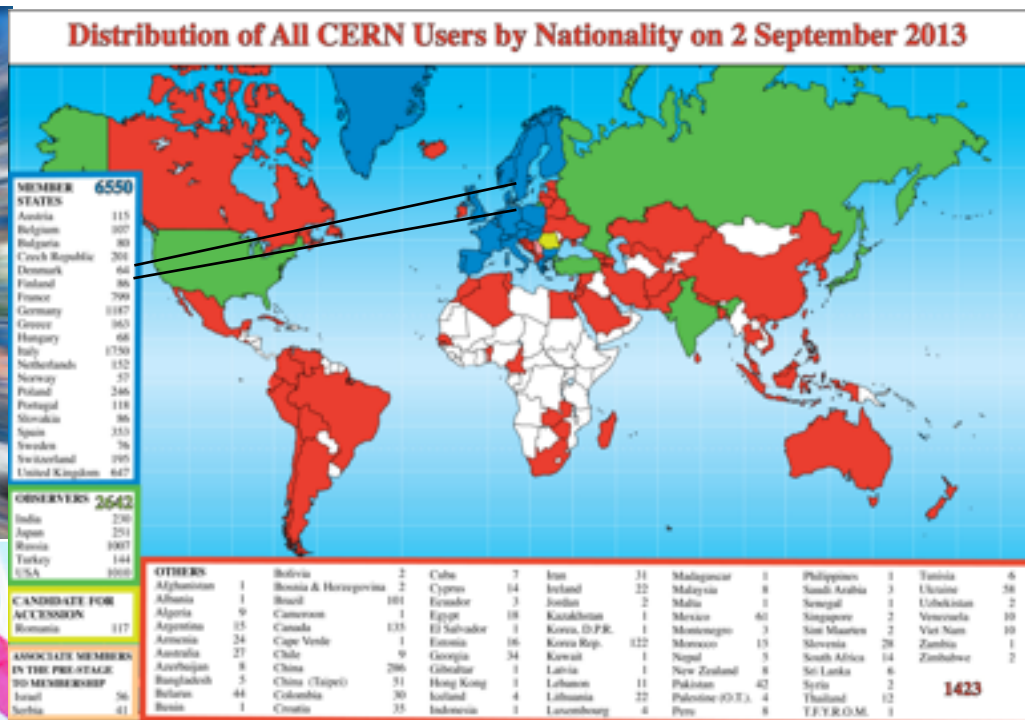 Distribution of All CERN Users by Nationality on 2 September 2013
MEMBER STATES 6550
Austria 115
Belgium 107
Bulgaria 80
Czech Republic 201
Denmark 64
Finland 86
France 799
Germany 1187
Greece 163
Hungary 68
Italy 1750
Netherlands 152
Norway 57
Poland 246
Portugal 118
Slovakia 86
Spain 353
Sweden 76
Switzerland 195
United Kingdom 647
OBSERVERS 2642
India 230
Japan 251
Russia 1007
Turkey 144
USA 1010
CANDIDATE FOR
ACCESSION
Romania 117
ASSOCIATE MEMBERS
IN THE PRE-STAGE
TO MEMBERSHIP
Israel 56
Serbia 41
OTHERS
Afghanistan 1
Albania 1
Algeria 9
Argentina 15
Armenia 24
Australia 27
Azerbaijan 8
Bangladesh 5
Belarus 44
Benin 1
Bolivia 2
Bosnia & Herzegovina 2
Brazil 101
Cameroon 1
Canada 133
Cape Verde 1
Chile 9
China 286
China (Taipei) 51
Colombia 30
Croatia 35
Cuba 7
Cyprus 14
Ecuador 3
Egypt 18
El Salvador 1
Estonia 16
Georgia 34
Gibraltar 1
Hong Kong 1
Iceland 4
Indonesia 1
Iran 31
Ireland 22
Jordan 2
Kazakhstan 1
Korea, D.P.R. 1
Korea Rep. 122
Kuwait 1
Latvia 1
Lebanon 11
Lithuania 22
Luxembourg 4
Madagascar 1
Malaysia 8
Malta 1
Mexico 61
Montenegro 3
Morocco 15
Nepal 5
New Zealand 8
Pakistan 42
Palestine (O.T.). 4
Peru 8
Philippines 1
Saudi Arabia 3
Senegal 1
Singapore 2
Sint Maarten 2
Slovenia 28
South Africa 14
Sri Lanka 6
Syria 2
Thailand 12
T.F.Y.R.O.M. 1
Tunisia 6
Ukraine 58
Uzbekistan 2
Venezuela 10
Viet Nam 10
Zambia 1
Zimbabwe 2
1423